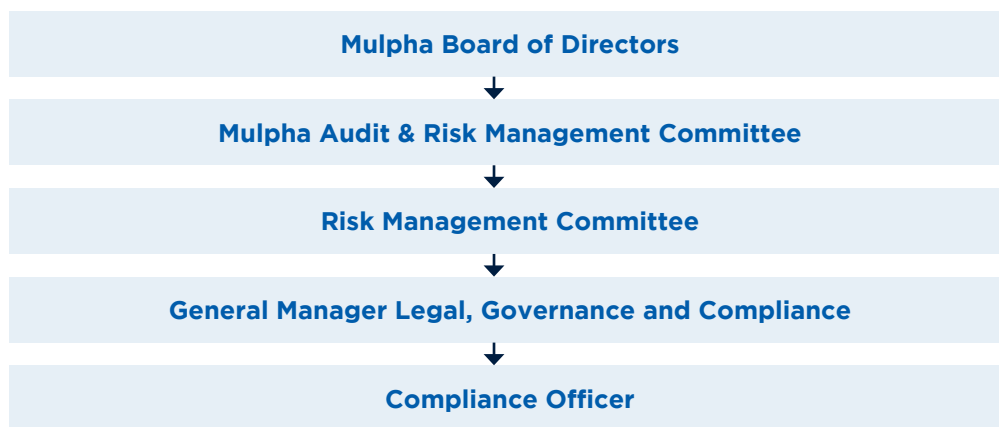 Mulpha Board of Directors
Mulpha Audit & Risk Management Committee
Risk Management Committee
General Manager Legal, Governance and Compliance
Compliance Officer